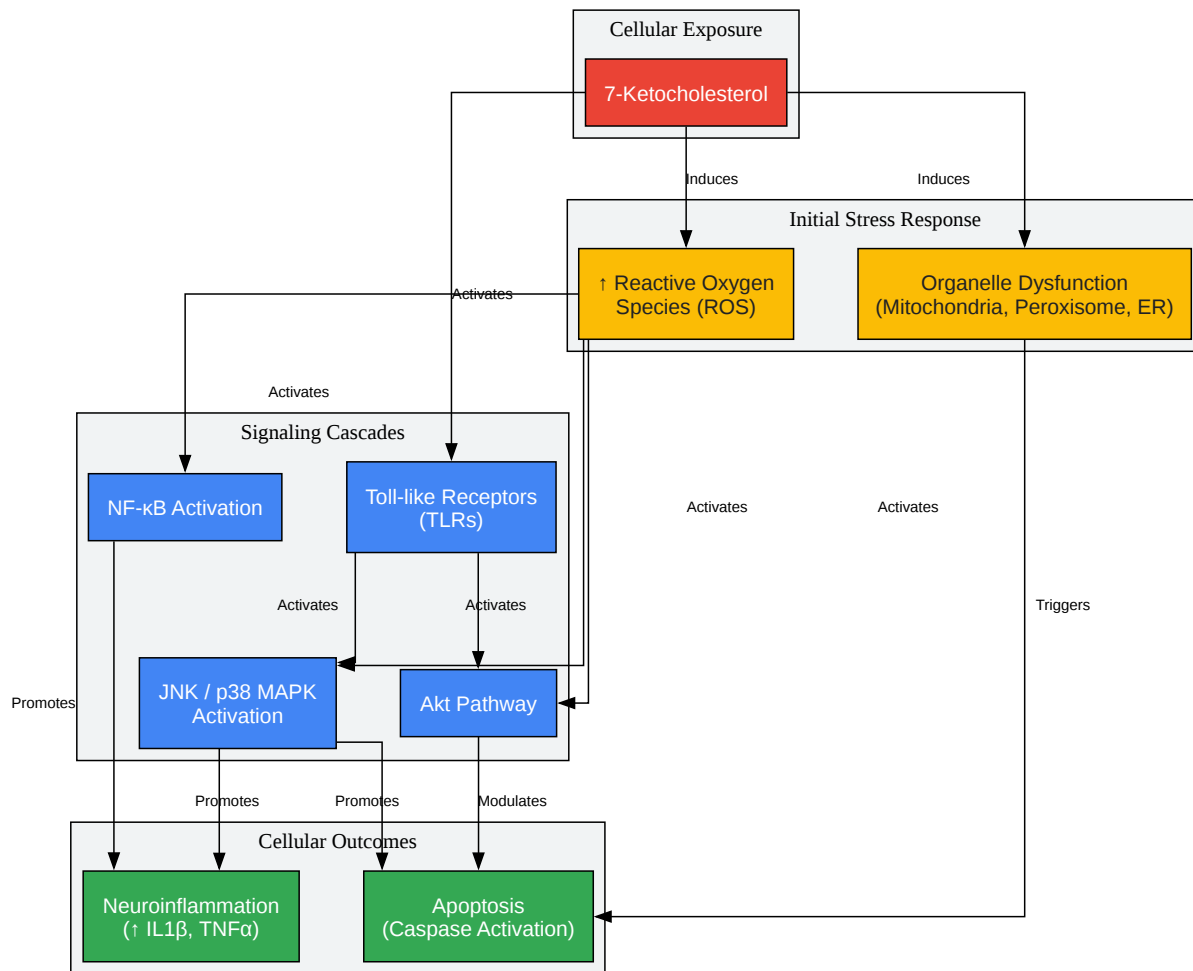 Cellular Exposure
7-Ketocholesterol
Induces
Induces
Initial Stress Response
↑ Reactive Oxygen
Species (ROS)
Organelle Dysfunction
(Mitochondria, Peroxisome, ER)
Activates
Activates
Signaling Cascades
NF-κB Activation
Toll-like Receptors
(TLRs)
Activates
Activates
Activates
Activates
Triggers
JNK / p38 MAPK
Activation
Akt Pathway
Promotes
Promotes
Promotes
Modulates
Cellular Outcomes
Neuroinflammation
(↑ IL1β, TNFα)
Apoptosis
(Caspase Activation)